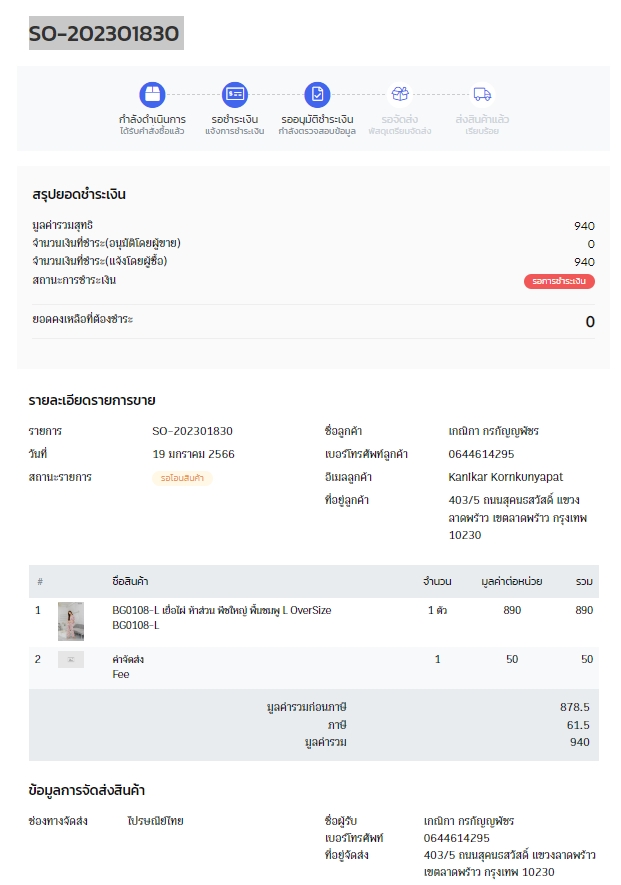 SO-202301830
กำลังดำเนินการ
ได้รับคำสั่งซื้อแล้ว
รอชำระเงิน
แจ้งการชำระเงิน
รออนุมัติชำระเงิน
กำลังตรวจสอบข้อมูล
รอจัดส่ง
พัสดุเตรียมจัดส่ง
ส่งสินค้าแล้ว
เรียบร้อย
สรุปยอดชำระเงิน
มูลค่ารวมสุทธิ 940
จำนวนเงินที่ชำระ(อนุมัติโดยผู้ขาย) 0
จำนวนเงินที่ชำระ(แจ้งโดยผู้ซื้อ) 940
สถานะการชำระเงิน รอการชำระเงิน
ยอดคงเหลือที่ต้องชำระ 0
รายละเอียดรายการขาย
รายการ SO-202301830
วันที่ 19 มกราคม 2566
สถานะรายการ รอโอนสินค้า
ชื่อลูกค้า เกณิกา กรกัญญพัชร
เบอร์โทรศัพท์ลูกค้า 0644614295
อีเมลลูกค้า Kanikar Kornkunyapat
ที่อยู่ลูกค้า 403/5 ถนนสุคนธสวัสดิ์ แขวง
ลาดพร้าว เขตลาดพร้าว กรุงเทพ
10230
# ชื่อสินค้า จำนวน มูลค่าต่อหน่วย รวม
1 BG0108-L เยื่อไผ่ ห้าส่วน พืชใหญ่ พื้นชมพู L OverSize 1 ตัว 890 890
BG0108-L
2 ค่าจัดส่ง 1 50 50
Fee
มูลค่ารวมก่อนภาษี 878.5
ภาษี 61.5
มูลค่ารวม 940
ข้อมูลการจัดส่งสินค้า
ช่องทางจัดส่ง ไปรษณีย์ไทย
ชื่อผู้รับ เกณิกา กรกัญญพัชร
เบอร์โทรศัพท์ 0644614295
ที่อยู่จัดส่ง 403/5 ถนนสุคนธสวัสดิ์ แขวงลาดพร้าว
เขตลาดพร้าว กรุงเทพ 10230